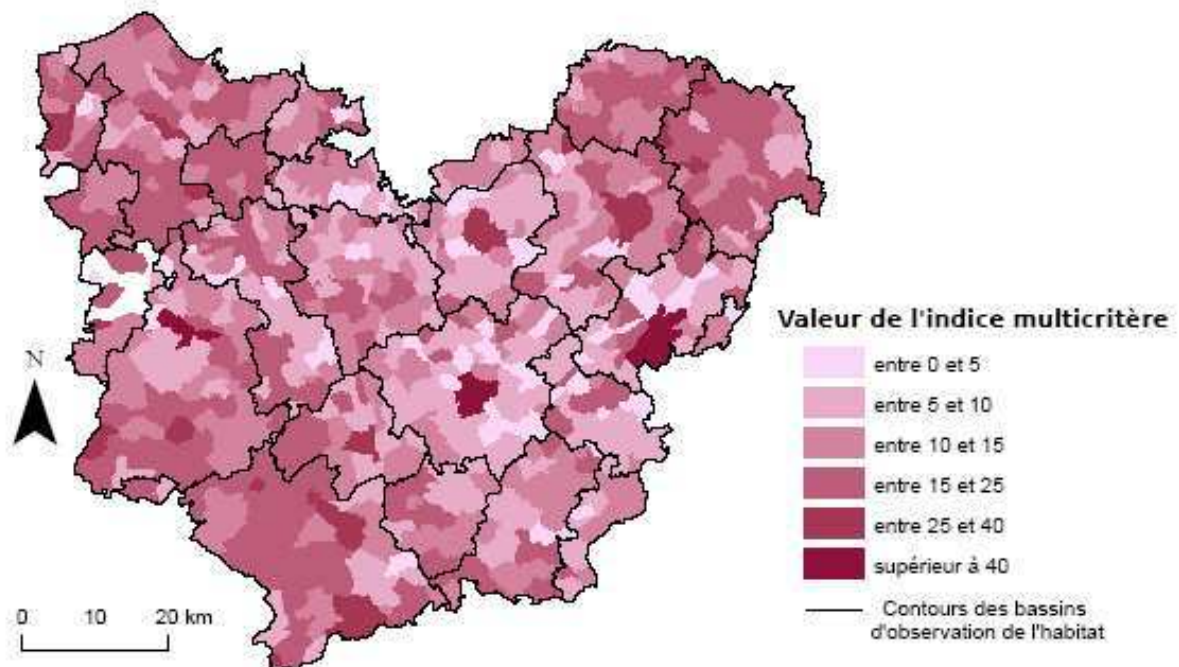 Valeur de l'indice multicritère
entre 0 et 5
entre 5 et 10
entre 10 et 15
entre 15 et 25
entre 25 et 40
supérieur à 40
Contours des bassins
d'observation de l'habitat
N
0 10 20 km